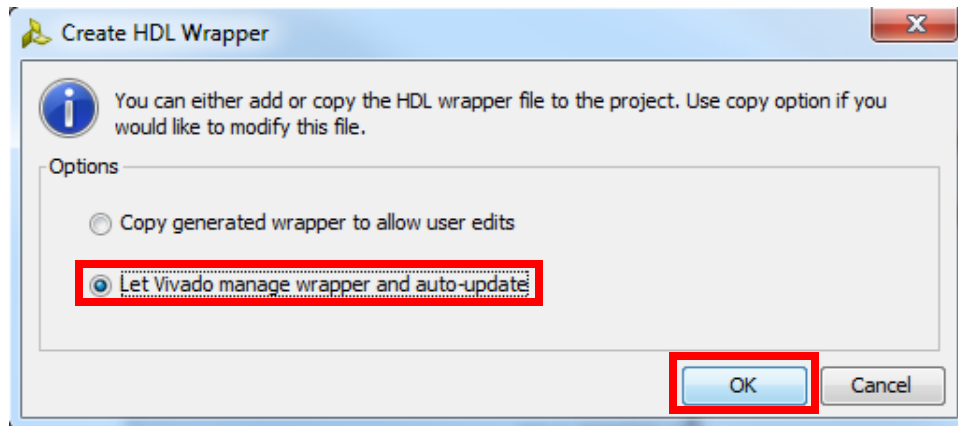 Create HDL Wrapper
You can either add or copy the HDL wrapper file to the project. Use copy option if you
would like to modify this file.
Options
Copy generated wrapper to allow user edits
Let Vivado manage wrapper and auto-update
OK
Cancel